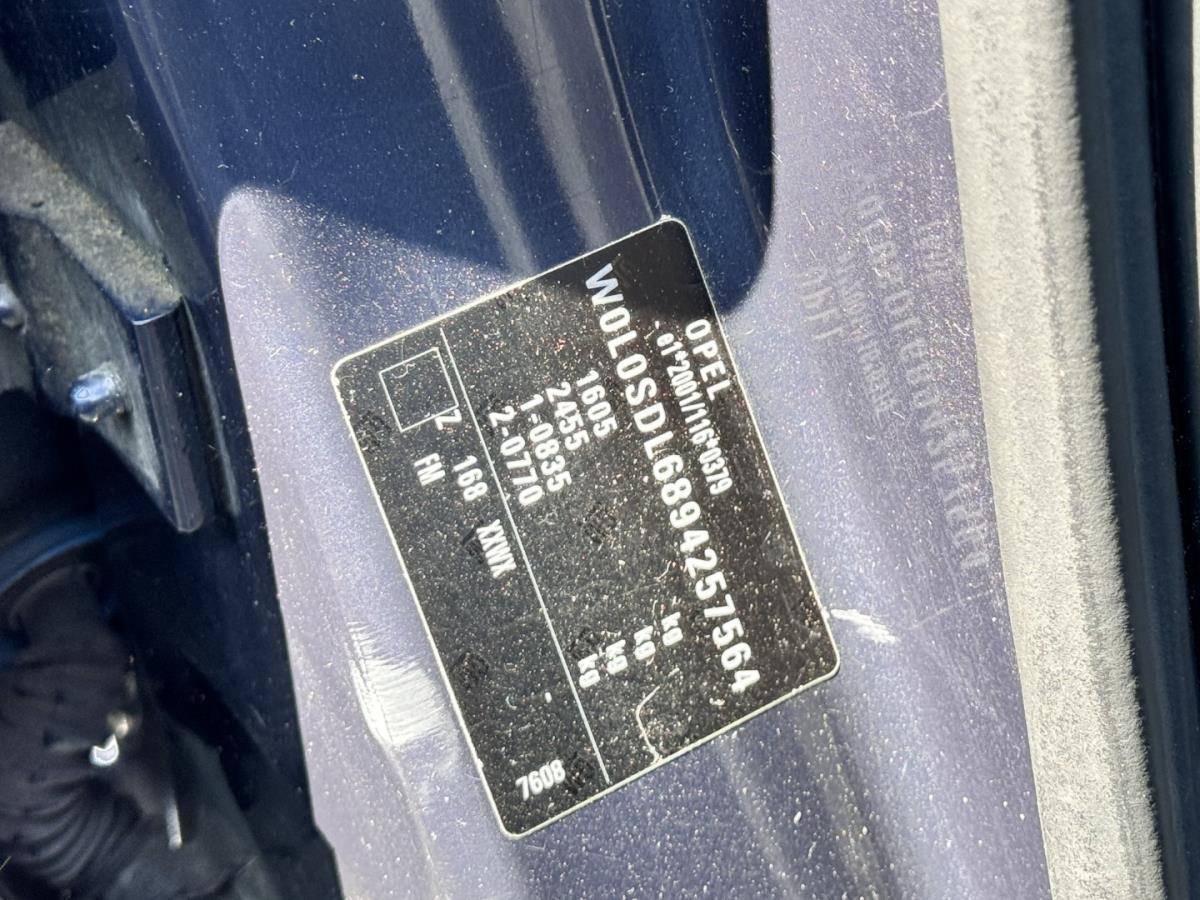 OPEL
e1*2001/116*0379
W0L0SDL6894257564
1605 kg
2455 kg
1-0835 kg
2-0770 kg
Z 168 XXWX
FM
7608